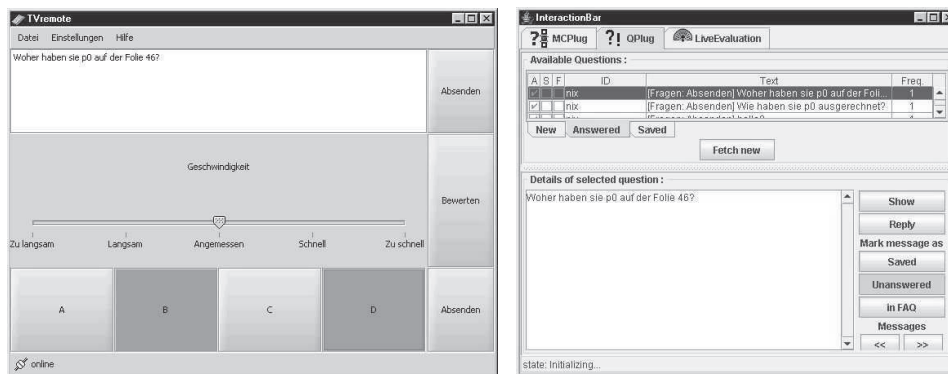 TVremote
Datei Einstellungen Hilfe
Woher haben sie p0 auf der Folie 46?
Absenden
Geschwindigkeit
Bewerten
Zu langsam Langsam Angemessen Schnell Zu schnell
A B C D Absenden
online
InteractionBar
MCPlug QPlug LiveEvaluation
Available Questions :
A S F ID Text Freq.
nix [Fragen: Absenden] Woher haben sie p0 auf der Foli... 1
nix [Fragen: Absenden] Wie haben sie p0 ausgerechnet? 1
New Answered Saved
Fetch new
Details of selected question :
Woher haben sie p0 auf der Folie 46?
Show
Reply
Mark message as
Saved
Unanswered
in FAQ
Messages
<< >>
state: Initializing...